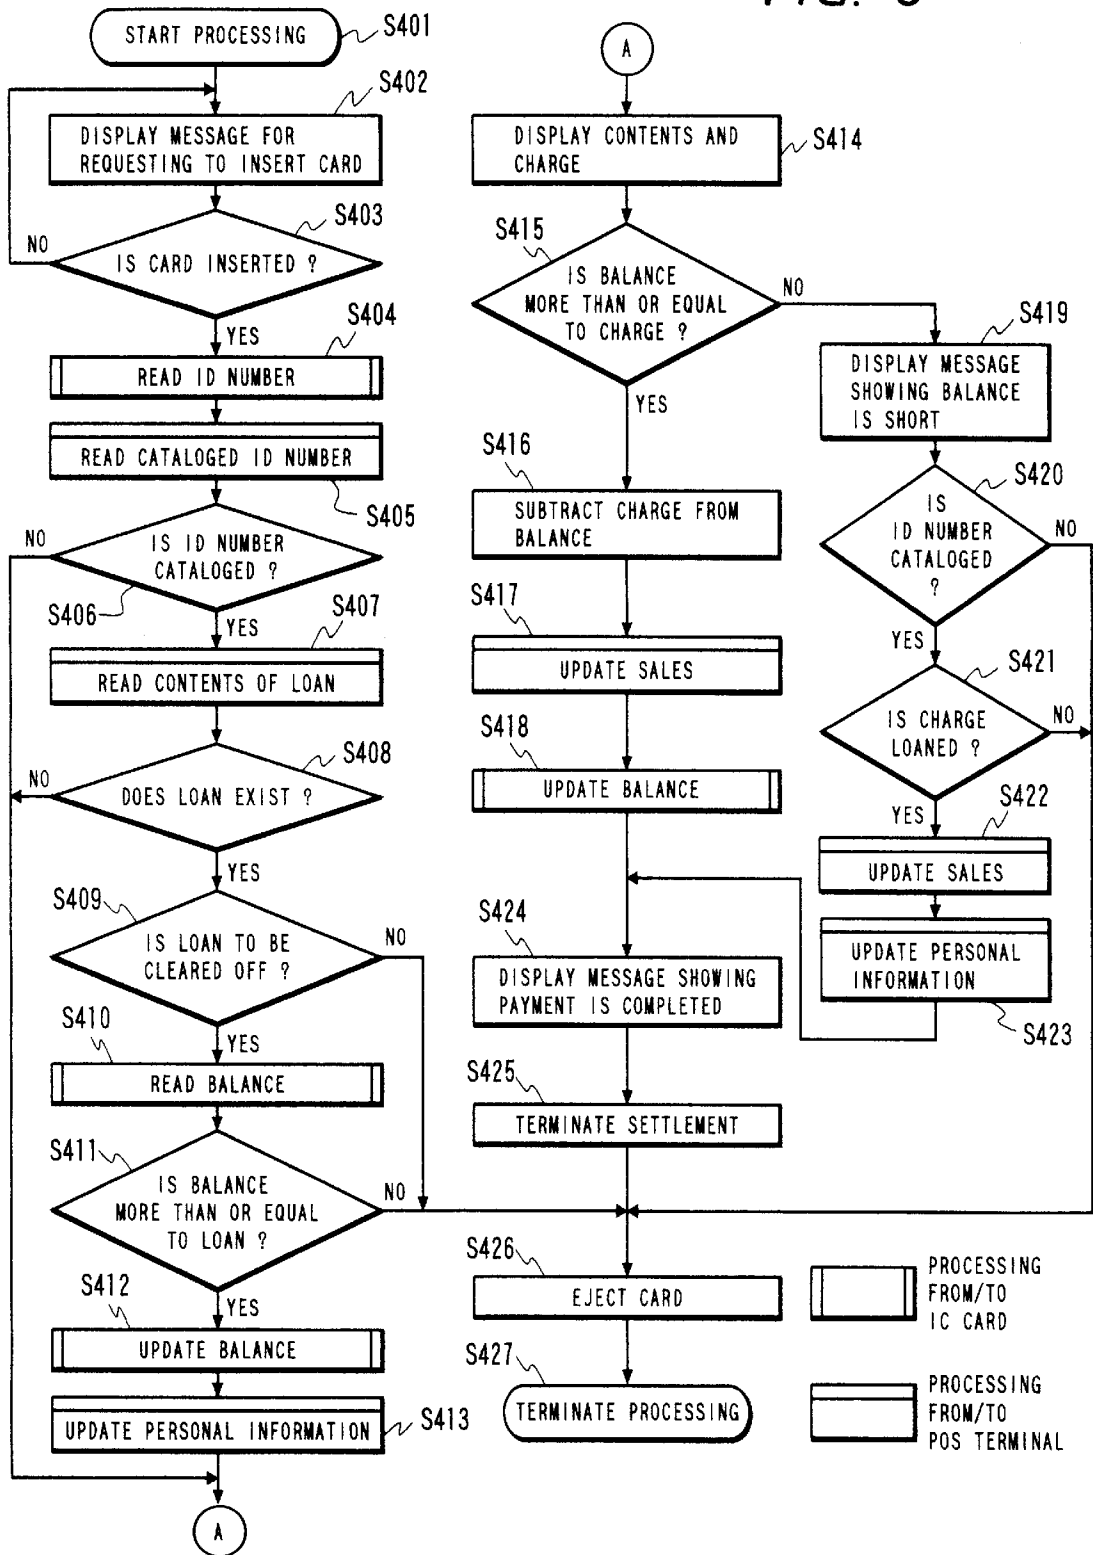 FIG.
START PROCESSING
S401
S402
DISPLAY MESSAGE FOR
REQUESTING TO INSERT CARD
S403
NO
IS CARD INSERTED ?
YES
S404
READ ID NUMBER
READ CATALOGED ID NUMBER
S405
NO
IS ID NUMBER
CATALOGED ?
S406
YES
S407
READ CONTENTS OF LOAN
S408
NO
DOES LOAN EXIST ?
YES
S409
IS LOAN TO BE
CLEARED OFF ?
NO
S410
YES
READ BALANCE
S411
IS BALANCE
MORE THAN OR EQUAL
TO LOAN ?
NO
S412
YES
UPDATE BALANCE
UPDATE PERSONAL INFORMATION
S413
A
A
DISPLAY CONTENTS AND
CHARGE
S414
S415
IS BALANCE
MORE THAN OR EQUAL
TO CHARGE ?
NO
YES
S416
SUBTRACT CHARGE FROM
BALANCE
S417
UPDATE SALES
S418
UPDATE BALANCE
S419
DISPLAY MESSAGE
SHOWING BALANCE
IS SHORT
S420
IS
ID NUMBER
CATALOGED
?
NO
YES
S421
IS CHARGE
LOANED ?
NO
YES
S422
UPDATE SALES
UPDATE PERSONAL
INFORMATION
S423
S424
DISPLAY MESSAGE SHOWING
PAYMENT IS COMPLETED
S425
TERMINATE SETTLEMENT
S426
EJECT CARD
S427
TERMINATE PROCESSING
PROCESSING
FROM/TO
IC CARD
PROCESSING
FROM/TO
POS TERMINAL